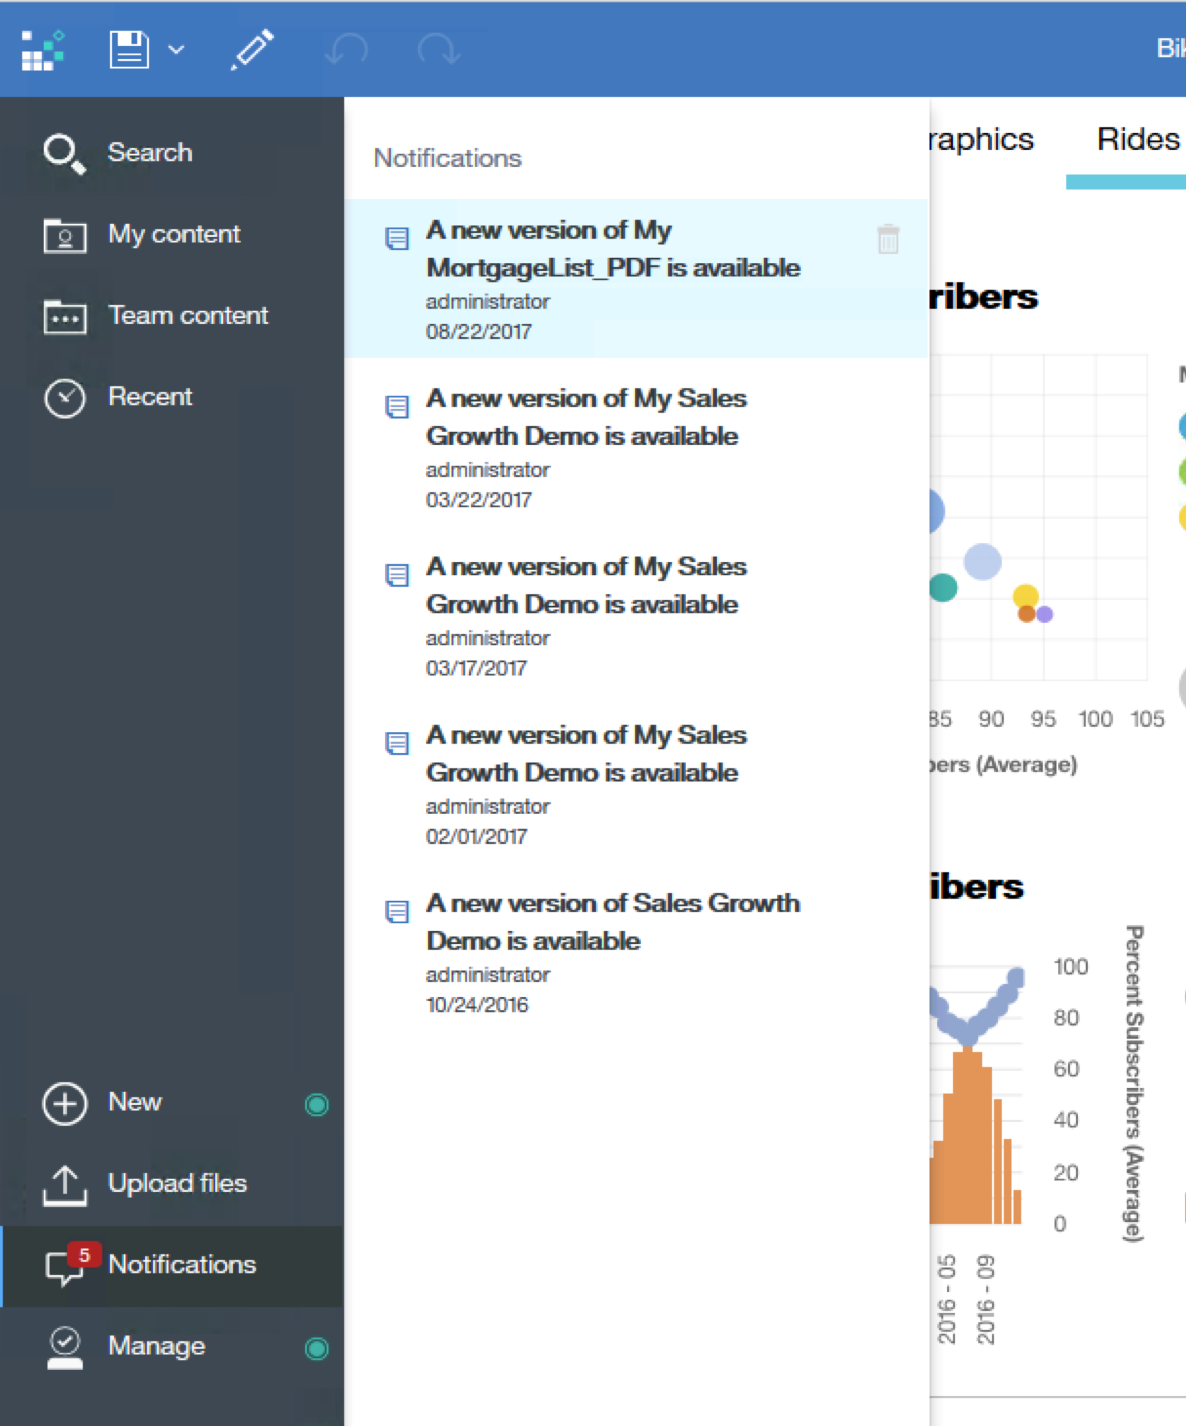 Bik
Search
My content
Team content
Recent
New
Upload files
5
Notifications
Manage
Notifications
A new version of My
MortgageList_PDF is available
administrator
08/22/2017
A new version of My Sales
Growth Demo is available
administrator
03/22/2017
A new version of My Sales
Growth Demo is available
administrator
03/17/2017
A new version of My Sales
Growth Demo is available
administrator
02/01/2017
A new version of Sales Growth
Demo is available
administrator
10/24/2016
raphics Rides
ribers
85 90 95 100 105
bers (Average)
ibers
100
80
60
40
20
0
Percent Subscribers (Average)
2016 - 05
2016 - 09